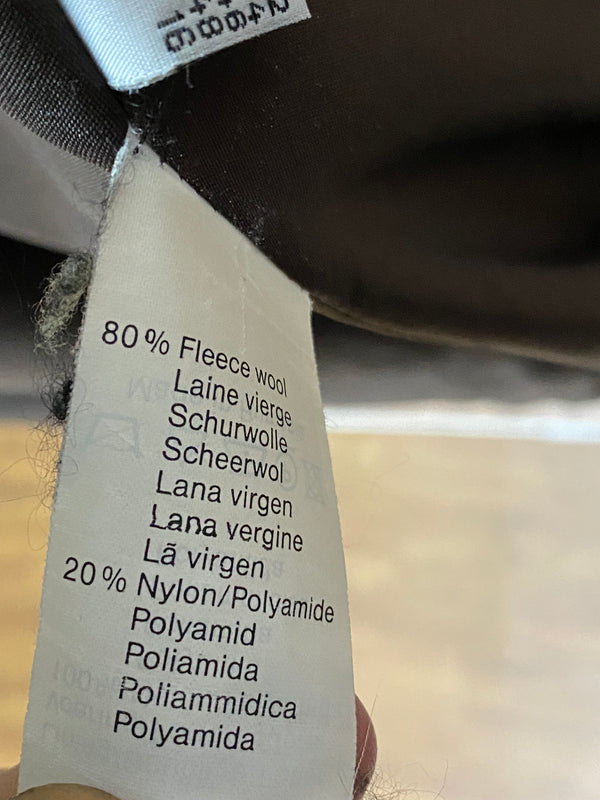 80% Fleece wool
Laine vierge
Schurwolle
Scheerwol
Lana virgen
Lana vergine
Lã virgen
20% Nylon/Polyamide
Polyamid
Poliamida
Poliammidica
Polyamida